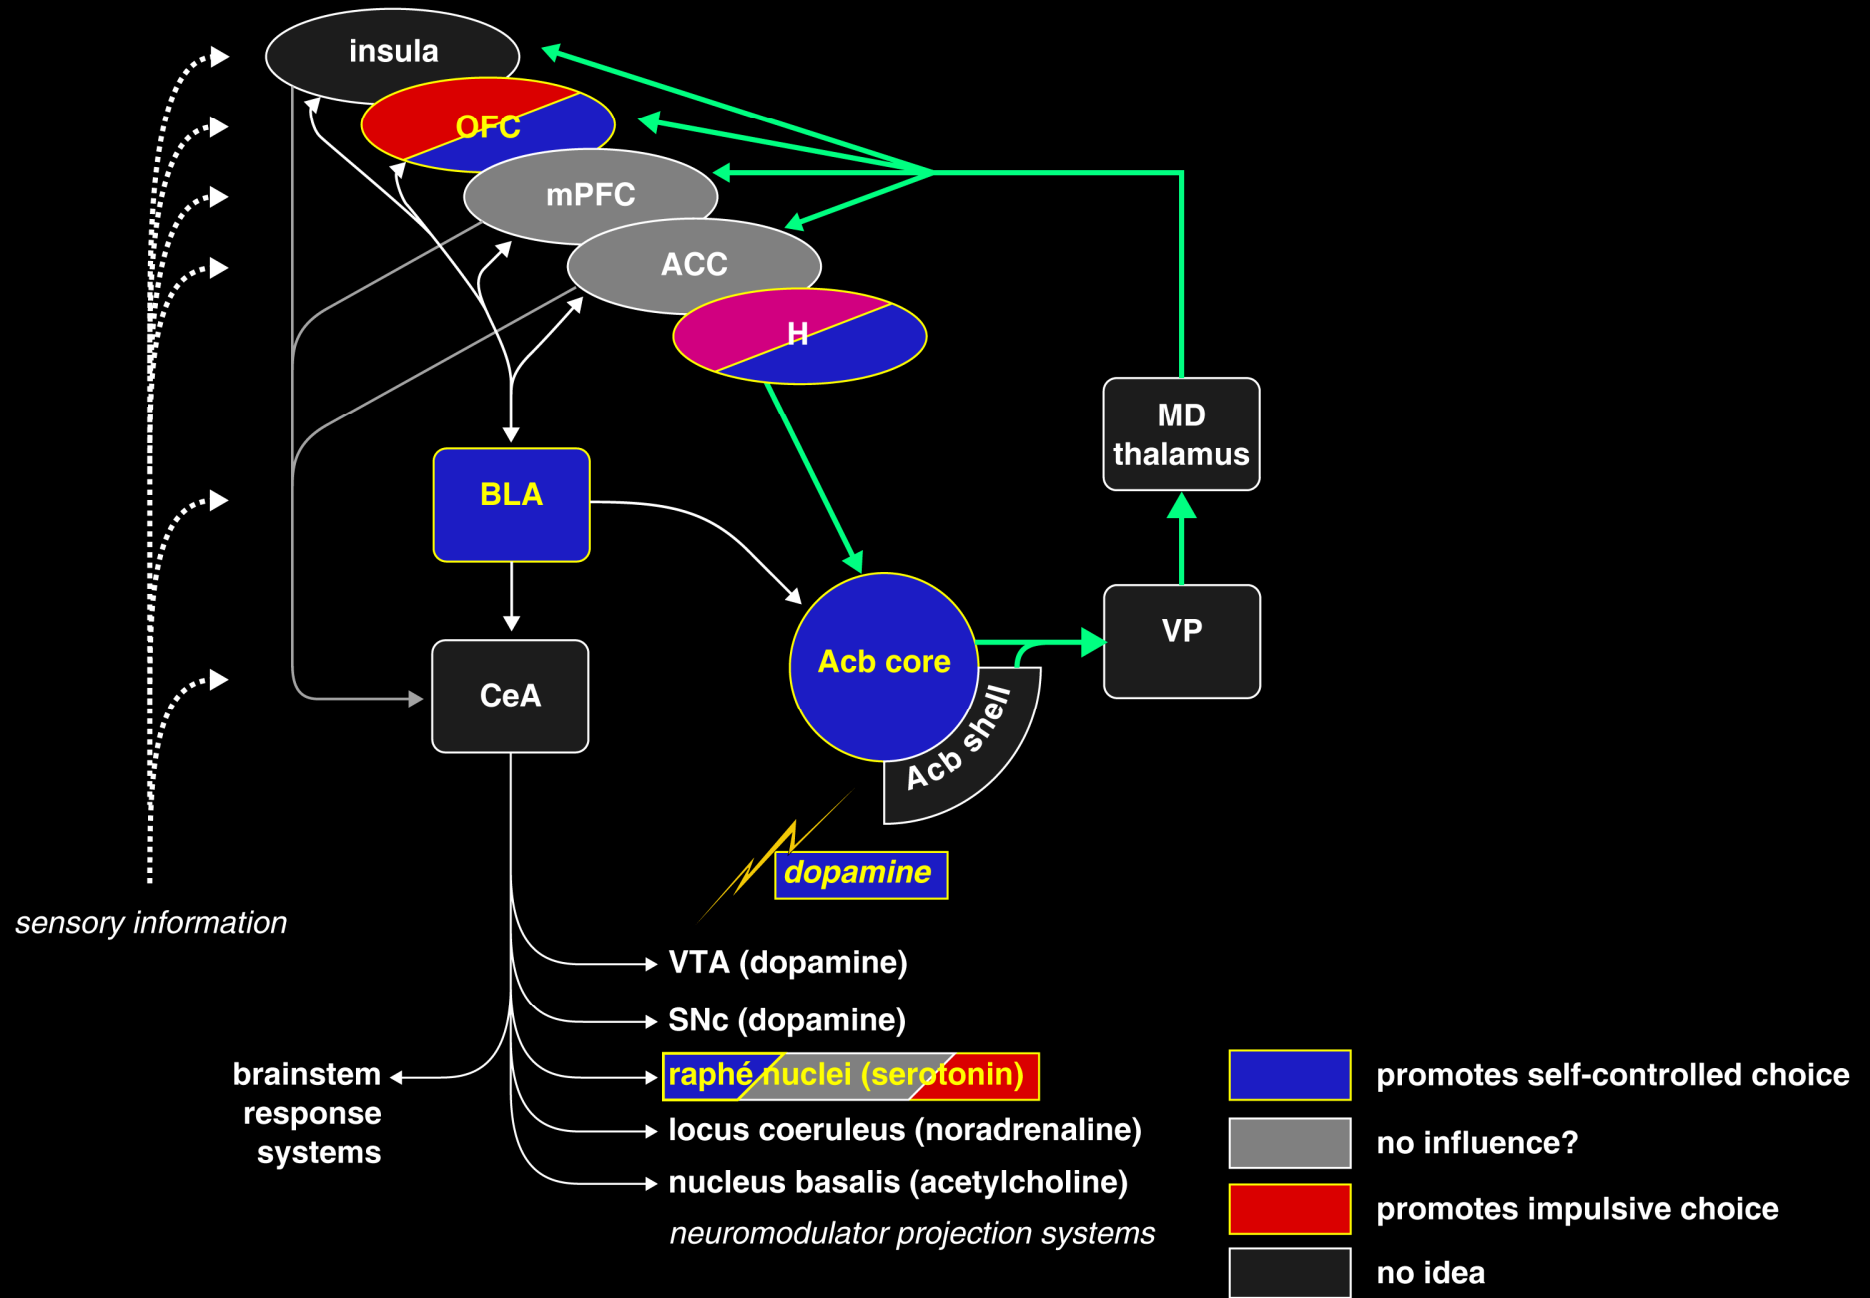 insula
OFC
mPFC
ACC
H
MD
thalamus
BLA
VP
Acb core
CeA
Acb shell
dopamine
sensory information
VTA (dopamine)
SNc (dopamine)
raphé nuclei (serotonin)
locus coeruleus (noradrenaline)
nucleus basalis (acetylcholine)
neuromodulator projection systems
brainstem
response
systems
promotes self-controlled choice
no influence?
promotes impulsive choice
no idea